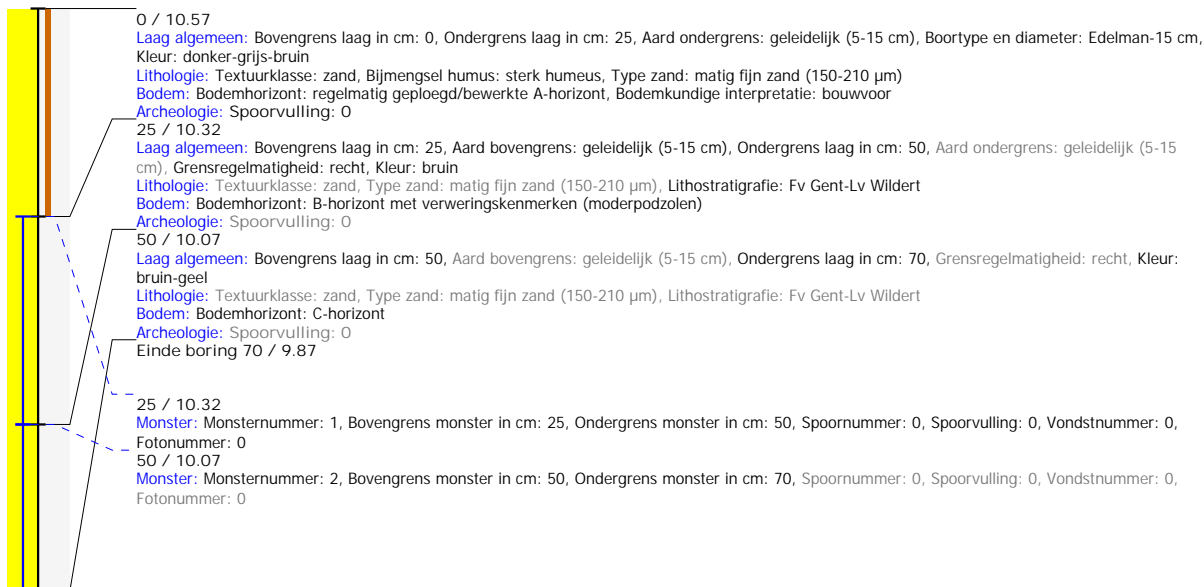 0 / 10.57
Laag algemeen: Bovengrens laag in cm: 0, Ondergrens laag in cm: 25, Aard ondergrens: geleidelijk (5-15 cm), Boortype en diameter: Edelman-15 cm,
Kleur: donker-grijs-bruin
Lithologie: Textuurklasse: zand, Bijmengsel humus: sterk humeus, Type zand: matig fijn zand (150-210 µm)
Bodem: Bodemhorizont: regelmatig geploegd/bewerkte A-horizont, Bodemkundige interpretatie: bouwvoor
Archeologie: Spoorvulling: 0
25 / 10.32
Laag algemeen: Bovengrens laag in cm: 25, Aard bovengrens: geleidelijk (5-15 cm), Ondergrens laag in cm: 50, Aard ondergrens: geleidelijk (5-15
cm), Grensregelmatigheid: recht, Kleur: bruin
Lithologie: Textuurklasse: zand, Type zand: matig fijn zand (150-210 µm), Lithostratigrafie: Fv Gent-Lv Wildert
Bodem: Bodemhorizont: B-horizont met verweringskenmerken (moderpodzolen)
Archeologie: Spoorvulling: 0
50 / 10.07
Laag algemeen: Bovengrens laag in cm: 50, Aard bovengrens: geleidelijk (5-15 cm), Ondergrens laag in cm: 70, Grensregelmatigheid: recht, Kleur:
bruin-geel
Lithologie: Textuurklasse: zand, Type zand: matig fijn zand (150-210 µm), Lithostratigrafie: Fv Gent-Lv Wildert
Bodem: Bodemhorizont: C-horizont
Archeologie: Spoorvulling: 0
Einde boring 70 / 9.87
25 / 10.32
Monster: Monsternummer: 1, Bovengrens monster in cm: 25, Ondergrens monster in cm: 50, Spoornummer: 0, Spoorvulling: 0, Vondstnummer: 0,
Fotonummer: 0
50 / 10.07
Monster: Monsternummer: 2, Bovengrens monster in cm: 50, Ondergrens monster in cm: 70, Spoornummer: 0, Spoorvulling: 0, Vondstnummer: 0,
Fotonummer: 0